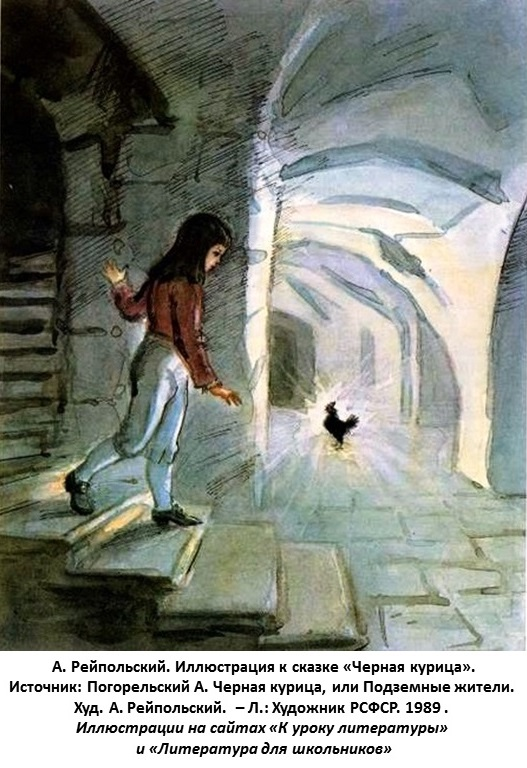 А. Рейпольский. Иллюстрация к сказке «Черная курица».
Источник: Погорельский А. Черная курица, или Подземные жители.
Худ. А. Рейпольский. – Л.: Художник РСФСР. 1989 .
Иллюстрации на сайтах «К уроку литературы»
и «Литература для школьников»